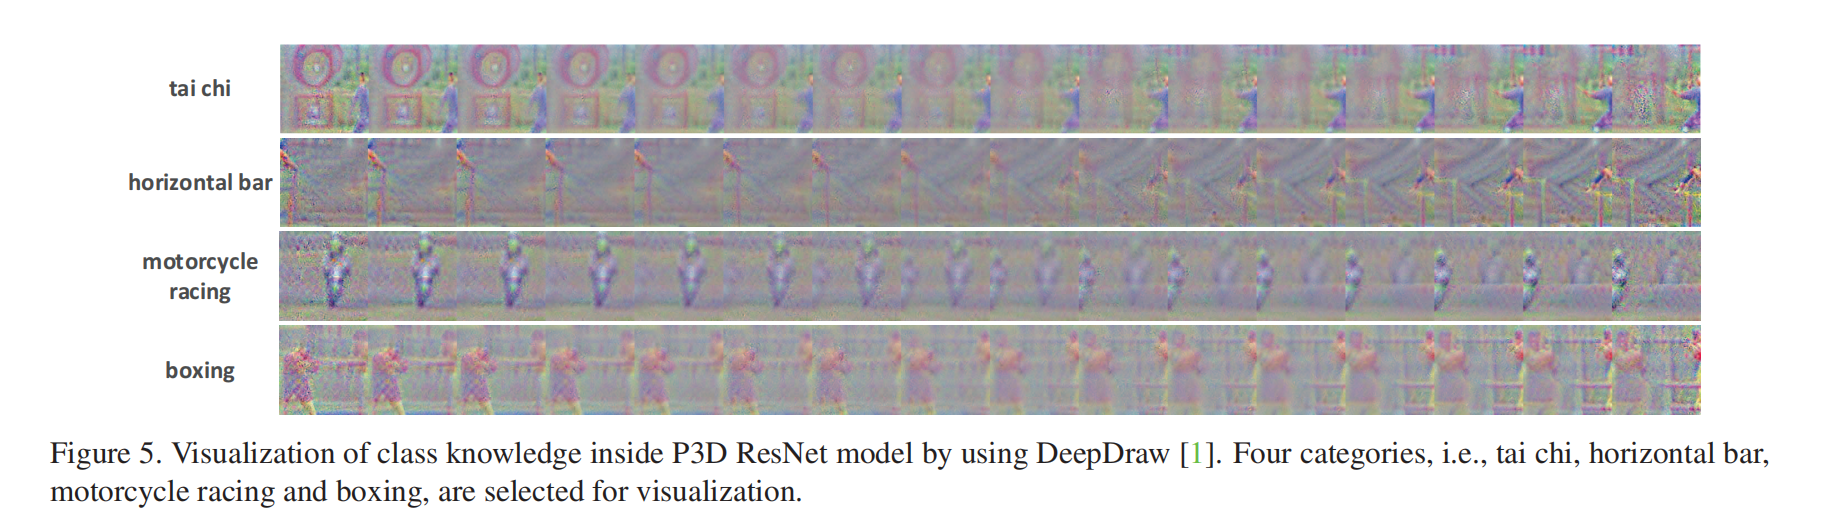 tai chi
horizontal bar
motorcycle
racing
boxing
Figure 5. Visualization of class knowledge inside P3D ResNet model by using DeepDraw [1]. Four categories, i.e., tai chi, horizontal bar,
motorcycle racing and boxing, are selected for visualization.